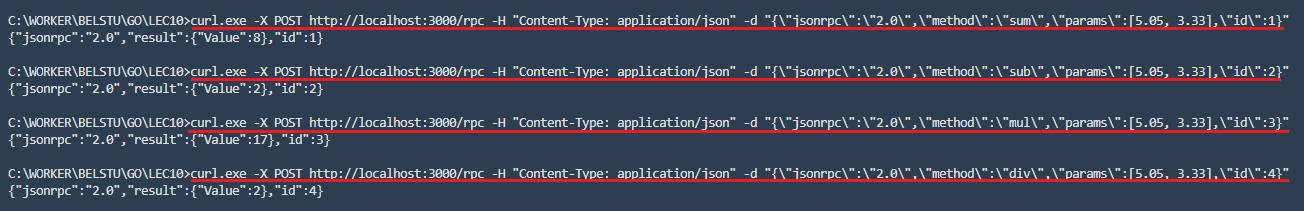 C:\WORKER\BELSTU\GO\LEC10>curl.exe -X POST http://localhost:3000/rpc -H "Content-Type: application/json" -d "{\"jsonrpc\":\"2.0\",\"method\":\"sum\",\"params\":[5.05, 3.33],\"id\":1}"
{"jsonrpc":"2.0","result":{"Value":8},"id":1}
C:\WORKER\BELSTU\GO\LEC10>curl.exe -X POST http://localhost:3000/rpc -H "Content-Type: application/json" -d "{\"jsonrpc\":\"2.0\",\"method\":\"sub\",\"params\":[5.05, 3.33],\"id\":2}"
{"jsonrpc":"2.0","result":{"Value":2},"id":2}
C:\WORKER\BELSTU\GO\LEC10>curl.exe -X POST http://localhost:3000/rpc -H "Content-Type: application/json" -d "{\"jsonrpc\":\"2.0\",\"method\":\"mul\",\"params\":[5.05, 3.33],\"id\":3}"
{"jsonrpc":"2.0","result":{"Value":17},"id":3}
C:\WORKER\BELSTU\GO\LEC10>curl.exe -X POST http://localhost:3000/rpc -H "Content-Type: application/json" -d "{\"jsonrpc\":\"2.0\",\"method\":\"div\",\"params\":[5.05, 3.33],\"id\":4}"
{"jsonrpc":"2.0","result":{"Value":2},"id":4}